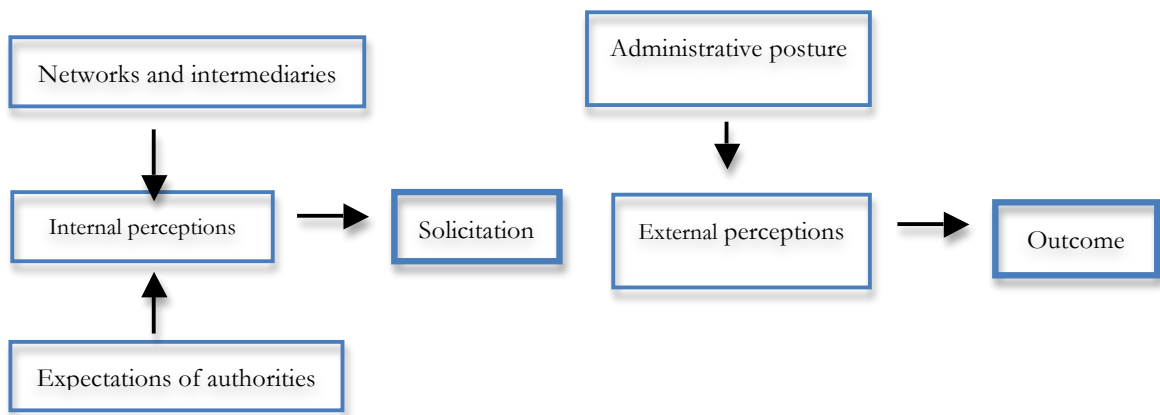 Networks and intermediaries
Administrative posture
Internal perceptions
Solicitation
External perceptions
Outcome
Expectations of authorities